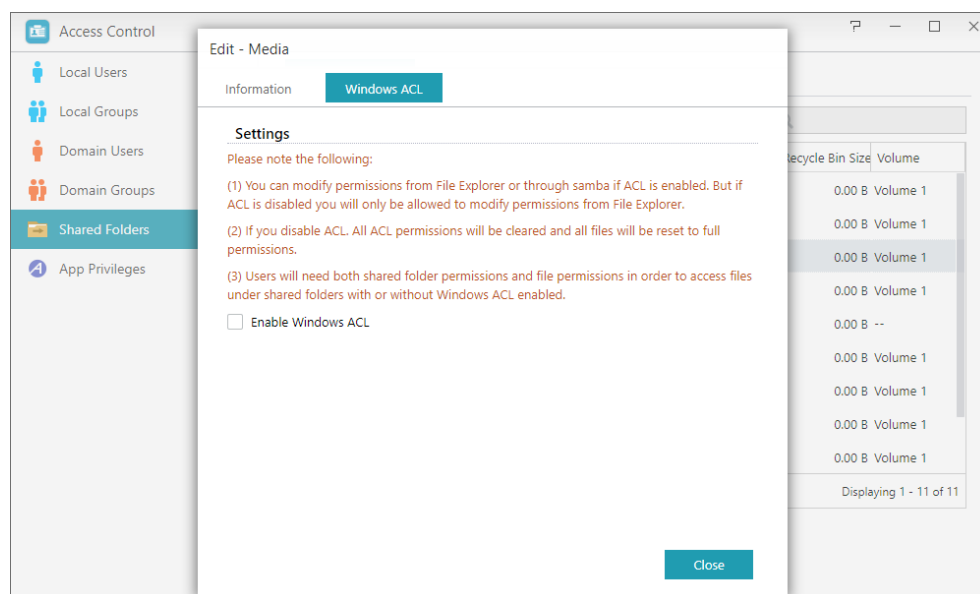 Access Control
?
Local Users
Local Groups
Domain Users
Domain Groups
Shared Folders
App Privileges
Edit - Media
Information
Windows ACL
Settings
Please note the following:
(1) You can modify permissions from File Explorer or through samba if ACL is enabled. But if
ACL is disabled you will only be allowed to modify permissions from File Explorer.
(2) If you disable ACL. All ACL permissions will be cleared and all files will be reset to full
permissions.
(3) Users will need both shared folder permissions and file permissions in order to access files
under shared folders with or without Windows ACL enabled.
Enable Windows ACL
Close
Recycle Bin Size Volume
0.00 B Volume 1
0.00 B Volume 1
0.00 B Volume 1
0.00 B Volume 1
0.00 B --
0.00 B Volume 1
0.00 B Volume 1
0.00 B Volume 1
0.00 B Volume 1
Displaying 1 - 11 of 11